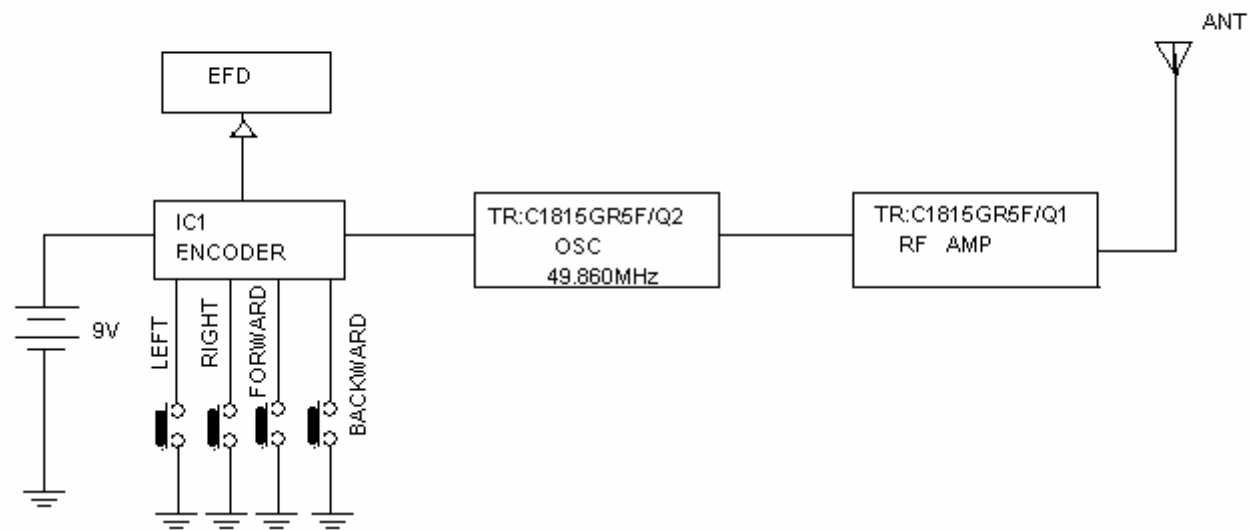 ANT
EFD
IC1
ENCODER
TR:C1815GR5F/Q2
OSC
49.860MHz
TR:C1815GR5F/Q1
RF AMP
9V
LEFT
RIGHT
FORWARD
BACKWARD